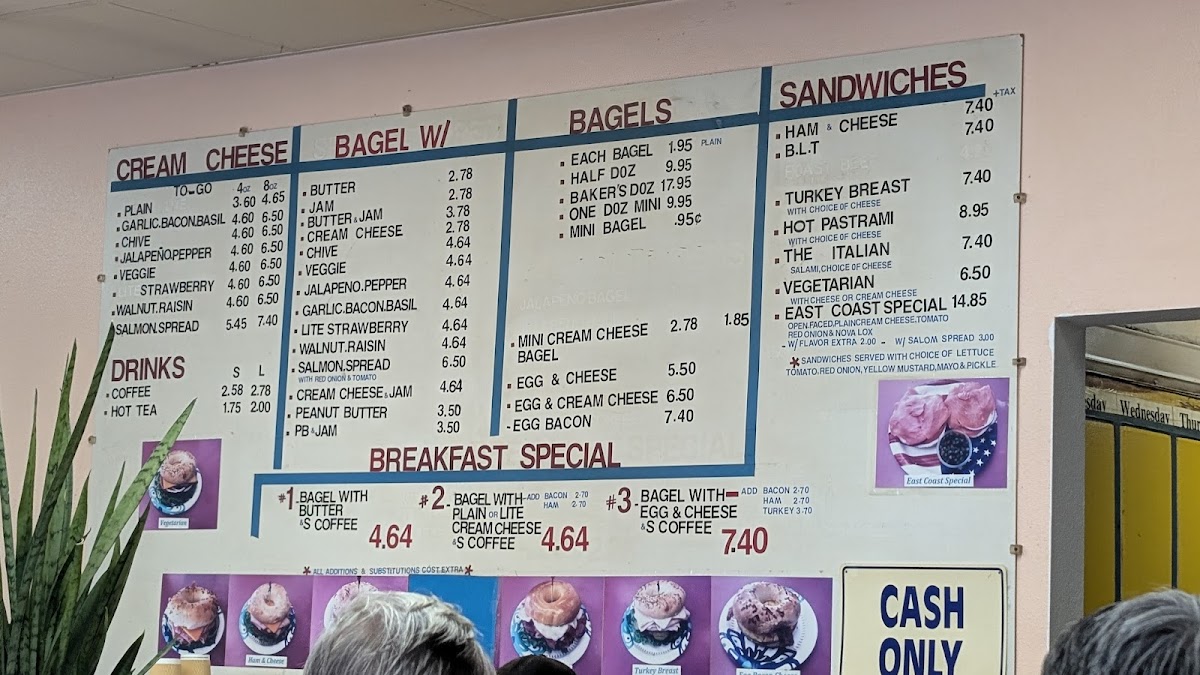 CREAM CHEESE
TO-GO 4oz 8oz
PLAIN 3.60 4.65
GARLIC.BACON.BASIL 4.60 6.50
CHIVE 4.60 6.50
JALAPEÑO.PEPPER 4.60 6.50
VEGGIE 4.60 6.50
STRAWBERRY 4.60 6.50
WALNUT.RAISIN 4.60 6.50
SALMON.SPREAD 5.45 7.40
DRINKS S L
COFFEE 2.58 2.78
HOT TEA 1.75 2.00
Vegetarian
BAGEL W/
BUTTER 2.78
JAM 2.78
BUTTER & JAM 3.78
CREAM CHEESE 2.78
CHIVE 4.64
VEGGIE 4.64
JALAPENO.PEPPER 4.64
GARLIC.BACON.BASIL 4.64
LITE STRAWBERRY 4.64
WALNUT.RAISIN 4.64
SALMON.SPREAD 6.50
WITH RED ONION & TOMATO
CREAM CHEESE & JAM 4.64
PEANUT BUTTER 3.50
PB & JAM 3.50
BAGELS
EACH BAGEL 1.95 PLAIN
HALF DOZ 9.95
BAKER'S DOZ 17.95
ONE DOZ MINI 9.95
MINI BAGEL .95¢
JALAPENO BAGEL
MINI CREAM CHEESE 2.78 1.85
BAGEL
EGG & CHEESE 5.50
EGG & CREAM CHEESE 6.50
EGG BACON 7.40
SANDWICHES
+TAX
HAM & CHEESE 7.40
B.L.T 7.40
TURKEY BREAST 7.40
WITH CHOICE OF CHEESE
HOT PASTRAMI 8.95
WITH CHOICE OF CHEESE
THE ITALIAN 7.40
SALAMI, CHOICE OF CHEESE
VEGETARIAN 6.50
WITH CHEESE OR CREAM CHEESE
EAST COAST SPECIAL 14.85
OPEN.FACED.PLAIN CREAM CHEESE, TOMATO
RED ONION & NOVA LOX
- W/ FLAVOR EXTRA 2.00 - W/ SALOM SPREAD 3.00
* SANDWICHES SERVED WITH CHOICE OF LETTUCE
TOMATO. RED ONION, YELLOW MUSTARD, MAYO & PICKLE
East Coast Special
BREAKFAST SPECIAL
#1- BAGEL WITH
BUTTER
&S COFFEE 4.64
#2- BAGEL WITH- ADD BACON 2.70
PLAIN OR LITE HAM 2.70
CREAM CHEESE
&S COFFEE 4.64
#3- BAGEL WITH- ADD BACON 2.70
EGG & CHEESE HAM 2.70
&S COFFEE TURKEY 3.70
7.40
* ALL ADDITIONS & SUBSTITUTIONS COST EXTRA *
Ham & Cheese
Turkey Breast
Egg Bacon Cheese
CASH
ONLY
Wednesday